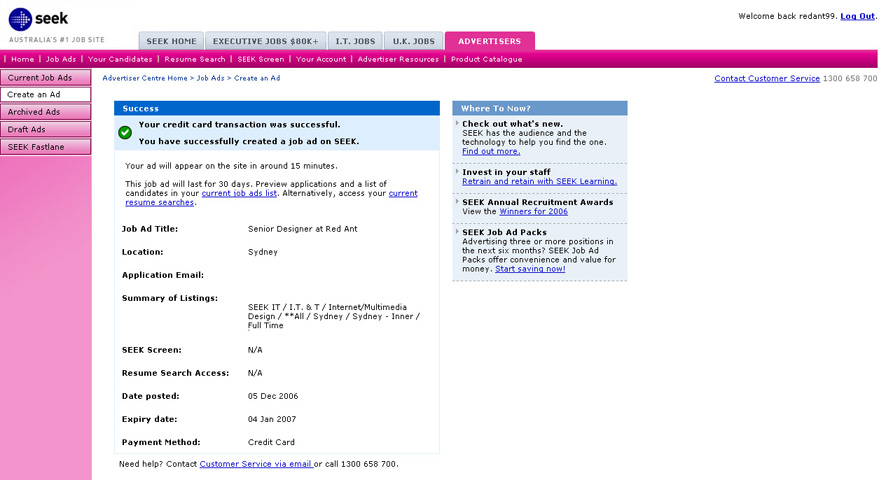 seek
AUSTRALIA'S #1 JOB SITE
Welcome back redant99. Log Out.
SEEK HOME
EXECUTIVE JOBS $80K+
I.T. JOBS
U.K. JOBS
ADVERTISERS
| Home | Job Ads | Your Candidates | Resume Search | SEEK Screen | Your Account | Advertiser Resources | Product Catalogue
Current Job Ads
Create an Ad
Archived Ads
Draft Ads
SEEK Fastlane
Advertiser Centre Home > Job Ads > Create an Ad
Contact Customer Service 1300 658 700
Success
Your credit card transaction was successful.
You have successfully created a job ad on SEEK.
Your ad will appear on the site in around 15 minutes.
This job ad will last for 30 days. Preview applications and a list of
candidates in your current job ads list. Alternatively, access your current
resume searches.
Job Ad Title: Senior Designer at Red Ant
Location: Sydney
Application Email:
Summary of Listings:
SEEK IT / I.T. & T / Internet/Multimedia
Design / **All / Sydney / Sydney - Inner /
Full Time
SEEK Screen: N/A
Resume Search Access: N/A
Date posted: 05 Dec 2006
Expiry date: 04 Jan 2007
Payment Method: Credit Card
Need help? Contact Customer Service via email or call 1300 658 700.
Where To Now?
Check out what's new.
SEEK has the audience and the
technology to help you find the one.
Find out more.
Invest in your staff
Retrain and retain with SEEK Learning.
SEEK Annual Recruitment Awards
View the Winners for 2006
SEEK Job Ad Packs
Advertising three or more positions in
the next six months? SEEK Job Ad
Packs offer convenience and value for
money. Start saving now!